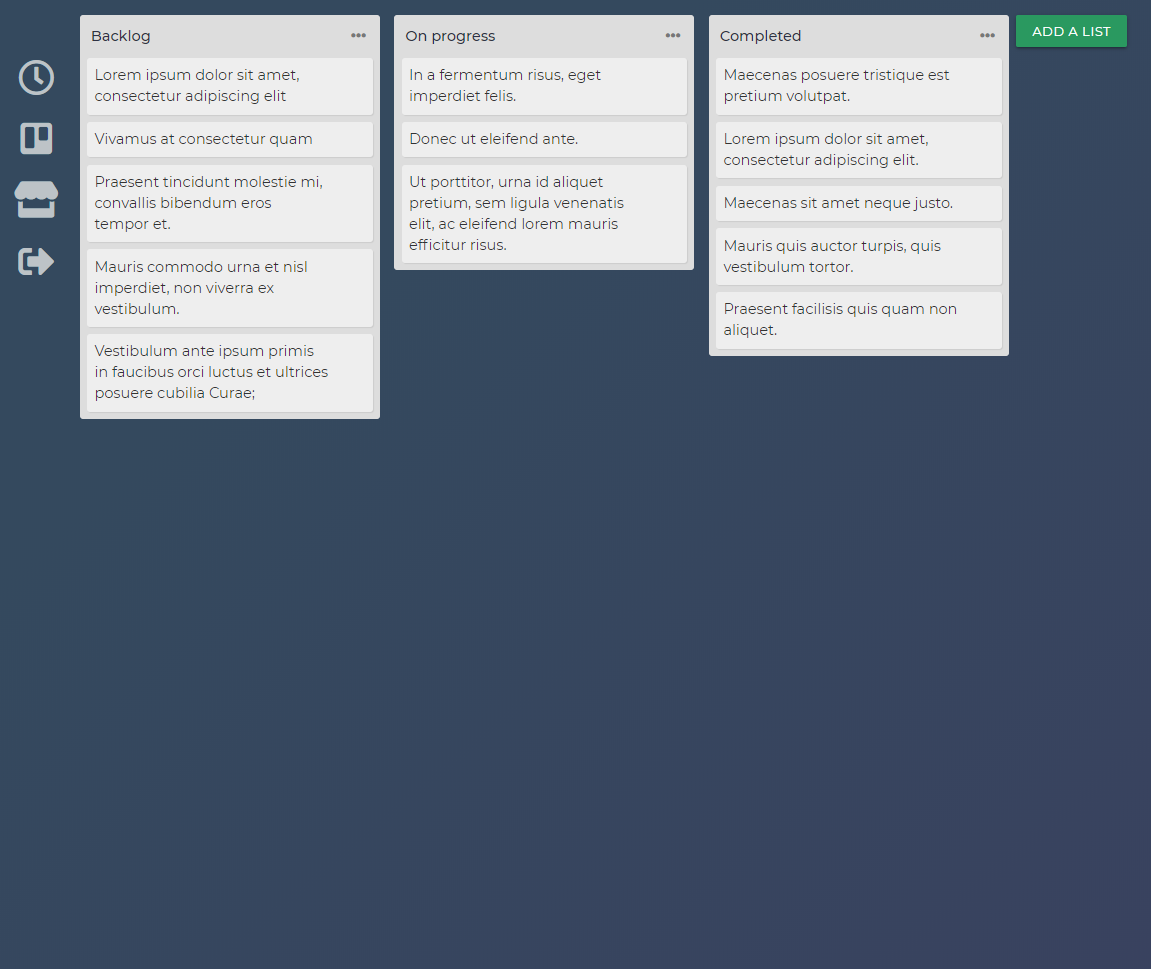 Backlog
Lorem ipsum dolor sit amet,
consectetur adipiscing elit
Vivamus at consectetur quam
Praesent tincidunt molestie mi,
convallis bibendum eros
tempor et.
Mauris commodo urna et nisl
imperdiet, non viverra ex
vestibulum.
Vestibulum ante ipsum primis
in faucibus orci luctus et ultrices
posuere cubilia Curae;
On progress
In a fermentum risus, eget
imperdiet felis.
Donec ut eleifend ante.
Ut porttitor, urna id aliquet
pretium, sem ligula venenatis
elit, ac eleifend lorem mauris
efficitur risus.
Completed
Maecenas posuere tristique est
pretium volutpat.
Lorem ipsum dolor sit amet,
consectetur adipiscing elit.
Maecenas sit amet neque justo.
Mauris quis auctor turpis, quis
vestibulum tortor.
Praesent facilisis quis quam non
aliquet.
ADD A LIST